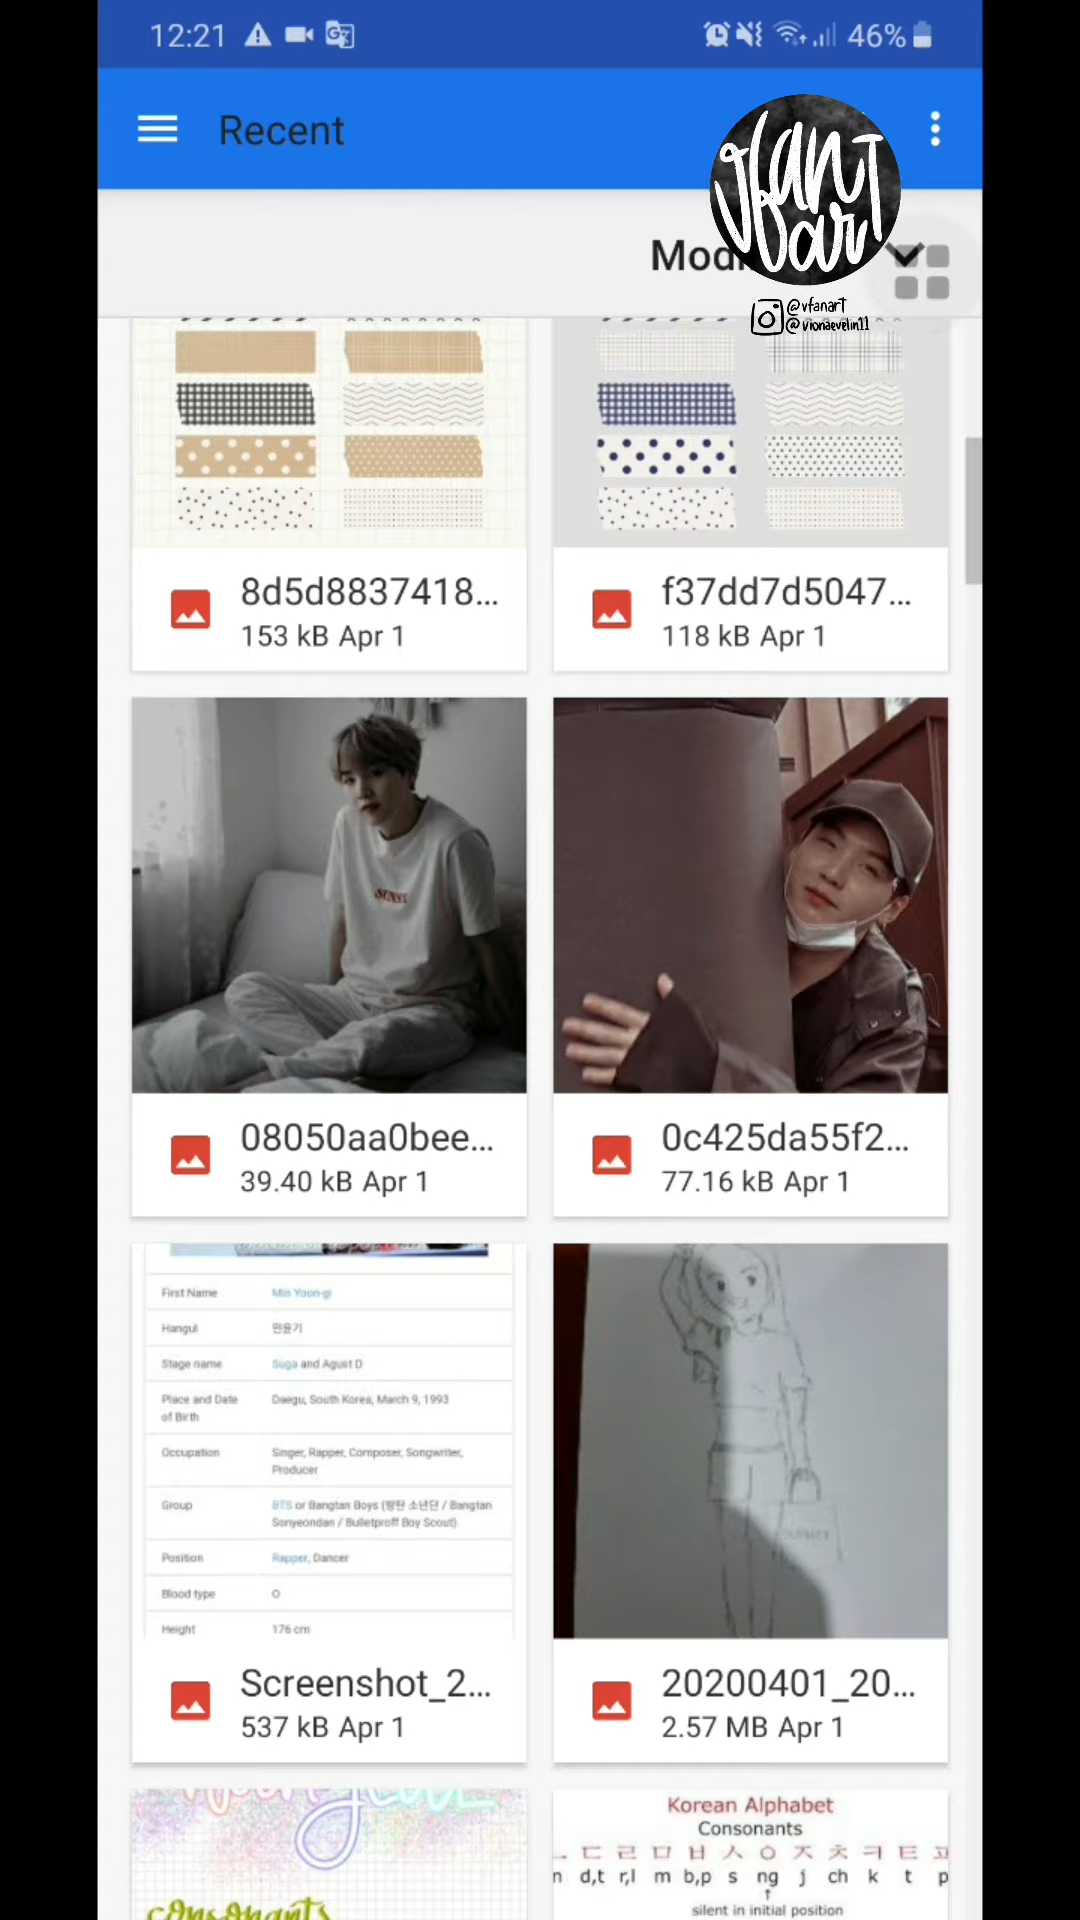 12:21
46%
Recent
vfanart
@vfanart
@vionaevelin11
8d5d8837418...
153 kB Apr 1
f37dd7d5047...
118 kB Apr 1
08050aa0bee...
39.40 kB Apr 1
0c425da55f2...
77.16 kB Apr 1
First Name Min Yoon-gi
Hangul 민윤기
Stage name Suga and Agust D
Place and Date Daegu, South Korea, March 9, 1993
of Birth
Occupation Singer, Rapper, Composer, Songwriter,
Producer
Group BTS or Bangtan Boys (방탄 소년단 / Bangtan
Sonyeondan / Bulletproff Boy Scout)
Position Rapper, Dancer
Blood type O
Height 176 cm
Screenshot_2...
537 kB Apr 1
20200401_20...
2.57 MB Apr 1
consonants
Korean Alphabet
Consonants
ㄷ ㄹ ㅁ ㅂ ㅅ ㅇ ㅈ ㅊ ㅋ ㅌ ㅍ
n d,t r,l m b,p s ng j ch k t p
↑
silent in initial position